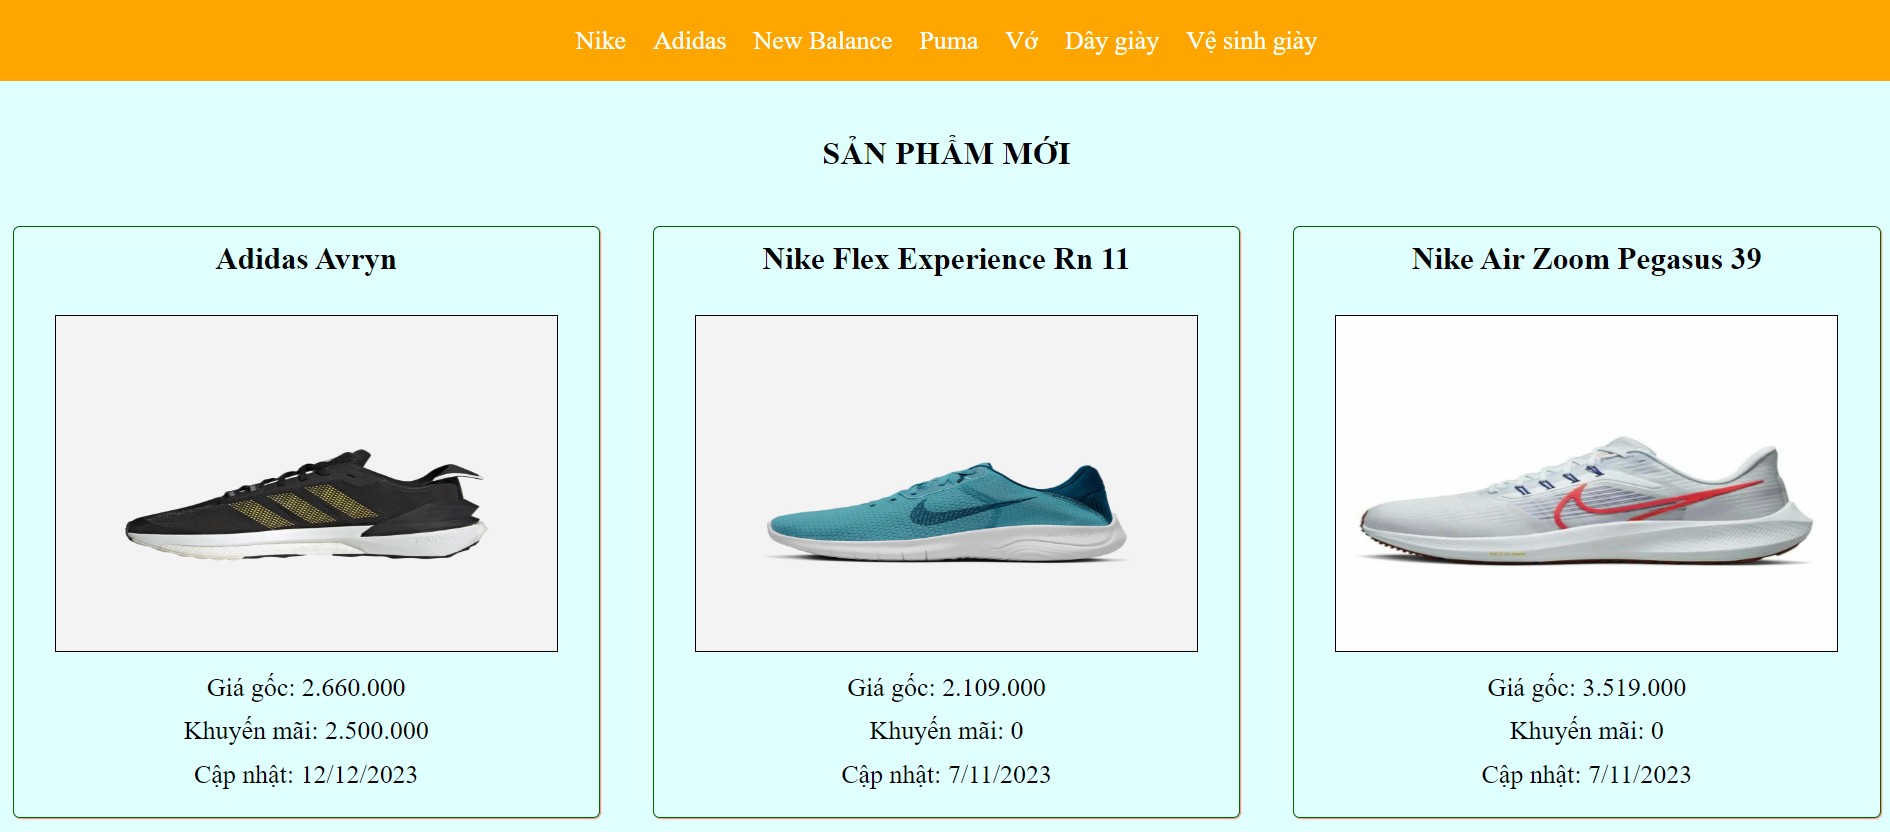 Nike Adidas New Balance Puma Vớ Dây giày Vệ sinh giày
SẢN PHẨM MỚI
Adidas Avryn
Nike Flex Experience Rn 11
Nike Air Zoom Pegasus 39
Giá gốc: 2.660.000
Khuyến mãi: 2.500.000
Cập nhật: 12/12/2023
Giá gốc: 2.109.000
Khuyến mãi: 0
Cập nhật: 7/11/2023
Giá gốc: 3.519.000
Khuyến mãi: 0
Cập nhật: 7/11/2023